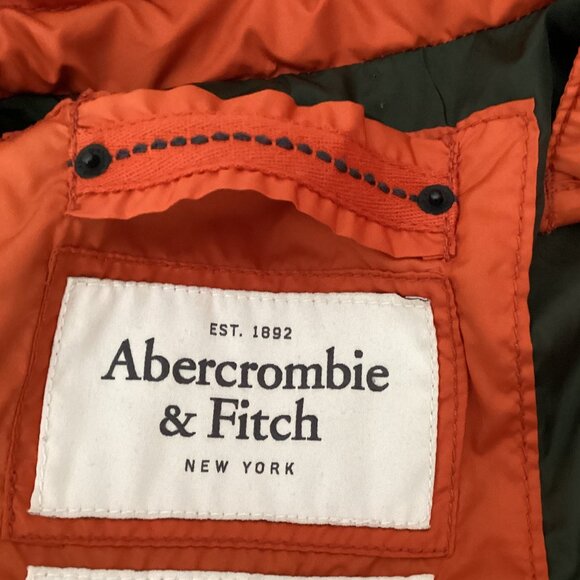 EST. 1892
Abercrombie
& Fitch
NEW YORK